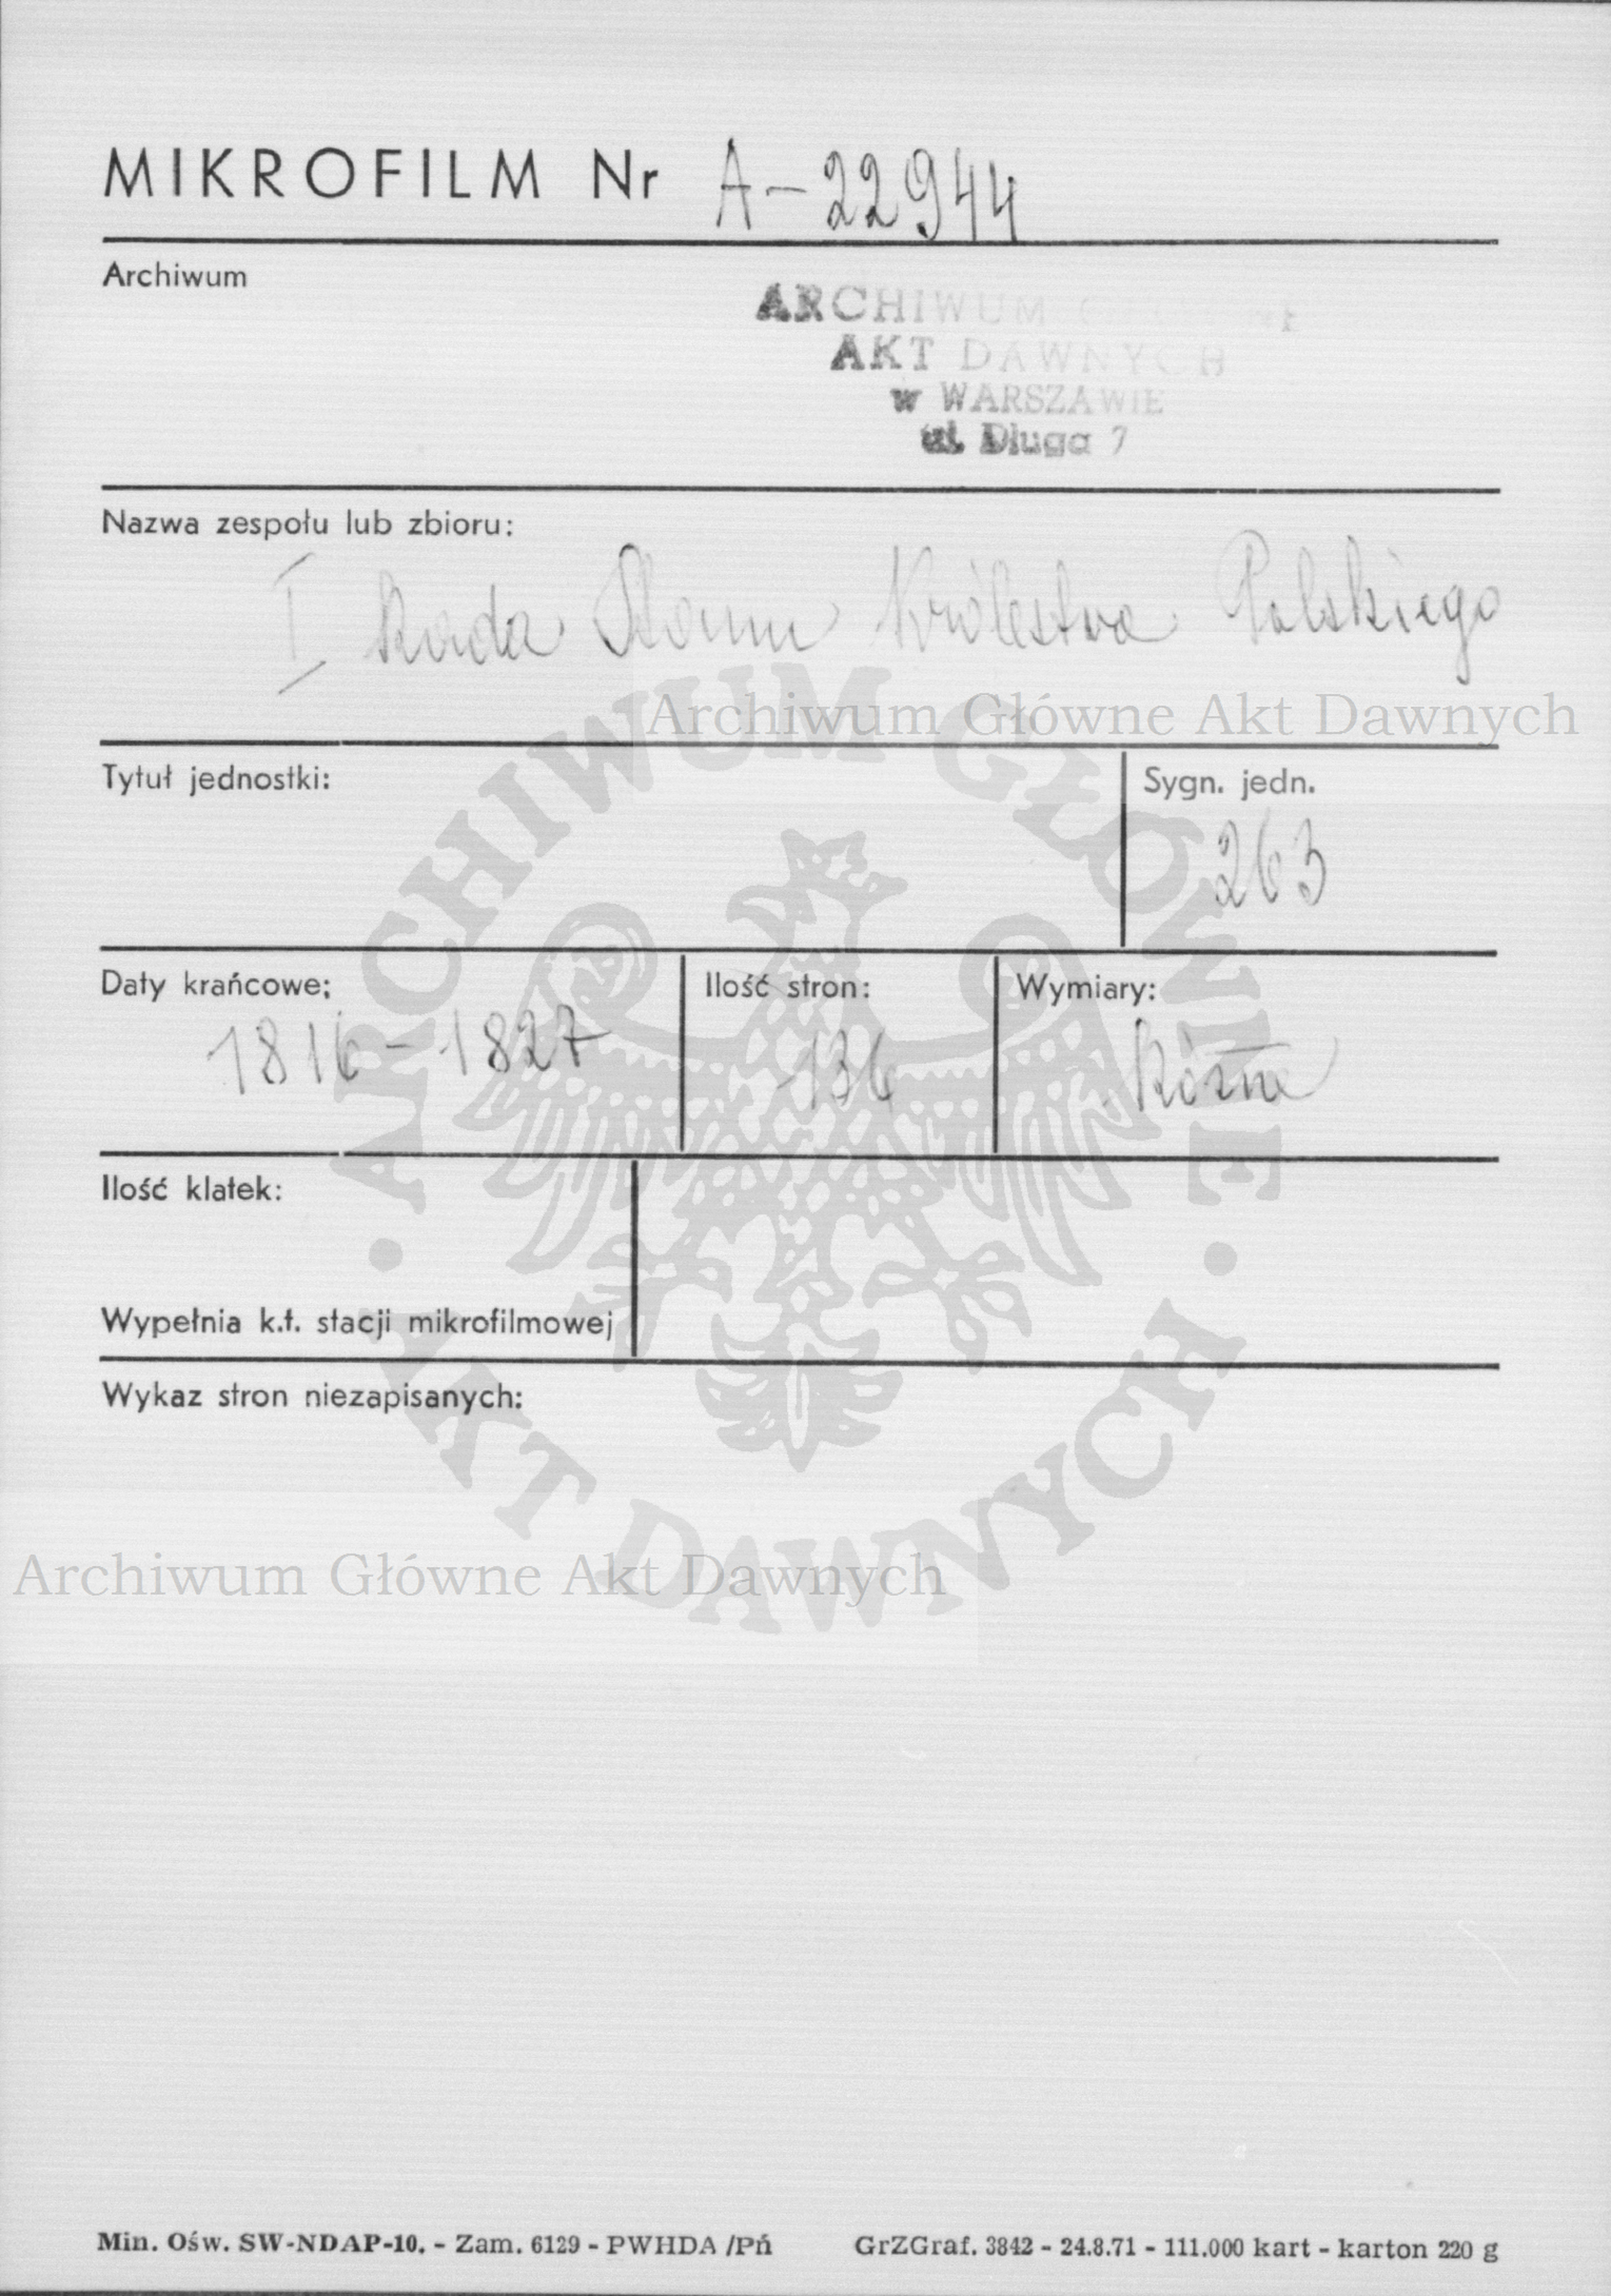 MIKROFILM Nr A-22944
Archiwum
ARCHIWUM
AKT DAWNYCH
w WARSZAWIE
ul. Długa 7
Nazwa zespołu lub zbioru:
I Rada Stanu Królestwa Polskiego
Archiwum Główne Akt Dawnych
Tytuł jednostki:
Sygn. jedn.
263
Daty krańcowe:
1816-1827
Ilość stron:
136
Wymiary:
Różne
Ilość klatek:
Wypełnia k.t. stacji mikrofilmowej
Wykaz stron niezapisanych:
ARCHIWUM GŁÓWNE
AKT DAWNYCH
Archiwum Główne Akt Dawnych
Min. Ośw. SW-NDAP-10. - Zam. 6129 - PWHDA /Pń GrZGraf. 3842 - 24.8.71 - 111.000 kart - karton 220 g